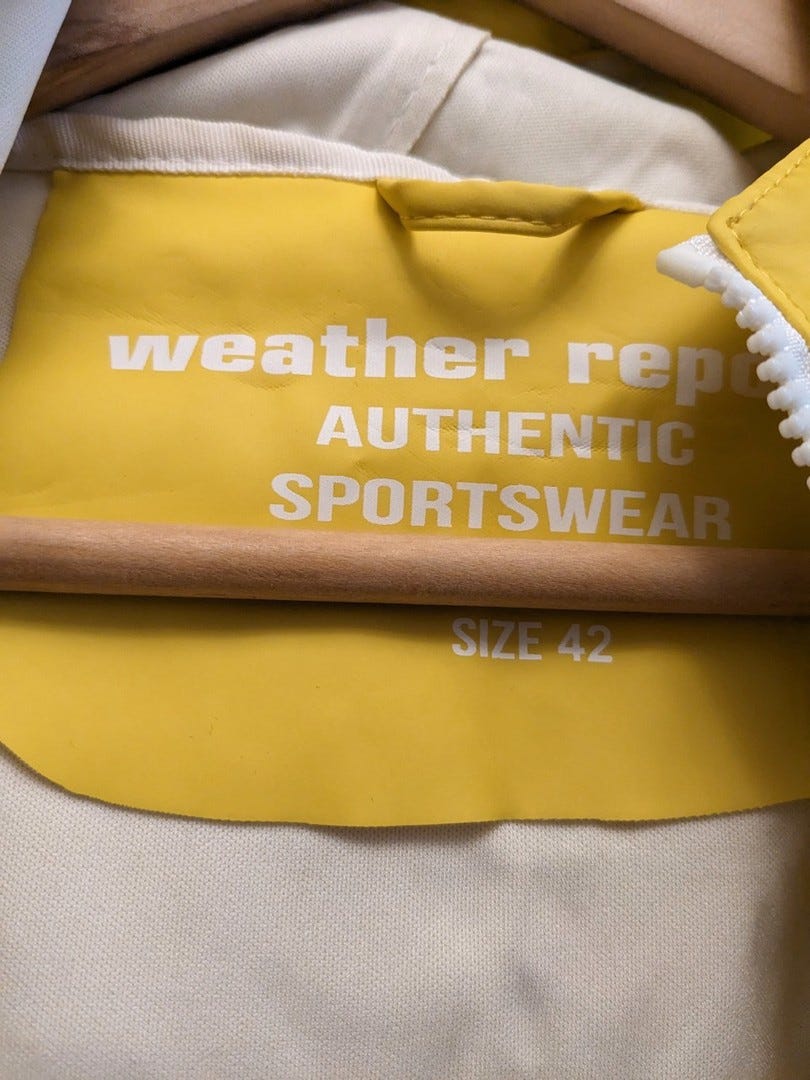 weather repo
AUTHENTIC
SPORTSWEAR
SIZE 42